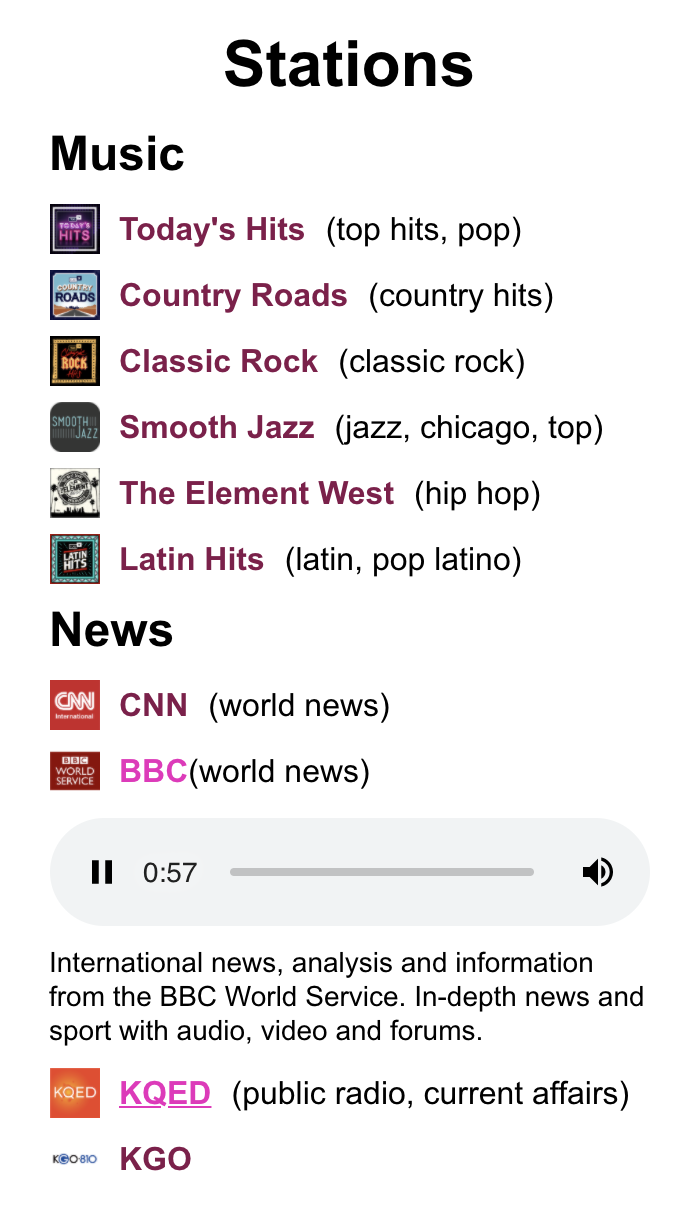 Stations
Music
TODAY'S
HITS
Today's Hits (top hits, pop)
COUNTRY
ROADS
Country Roads (country hits)
ROCK
Classic Rock (classic rock)
SMOOTH
JAZZ
Smooth Jazz (jazz, chicago, top)
The Element West (hip hop)
LATIN
HITS
Latin Hits (latin, pop latino)
News
CNN
International
CNN (world news)
BBC
WORLD
SERVICE
BBC(world news)
0:57
International news, analysis and information
from the BBC World Service. In-depth news and
sport with audio, video and forums.
KQED
KQED (public radio, current affairs)
KGO·810
KGO